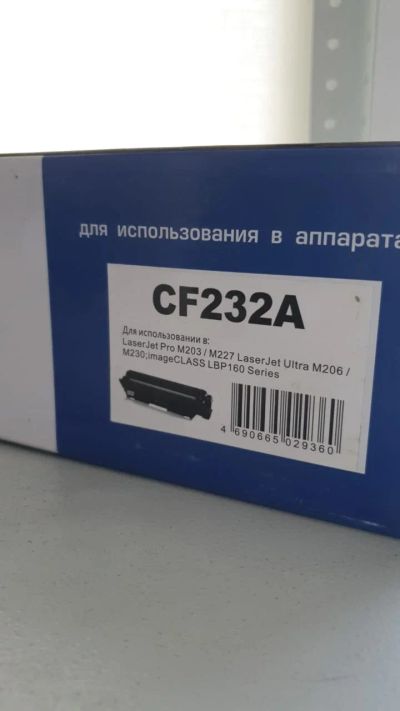 для использования в аппарата
CF232A
Для использовании в:
LaserJet Pro M203 / M227 LaserJet Ultra M206 /
M230;imageCLASS LBP160 Series
4 690665 029360